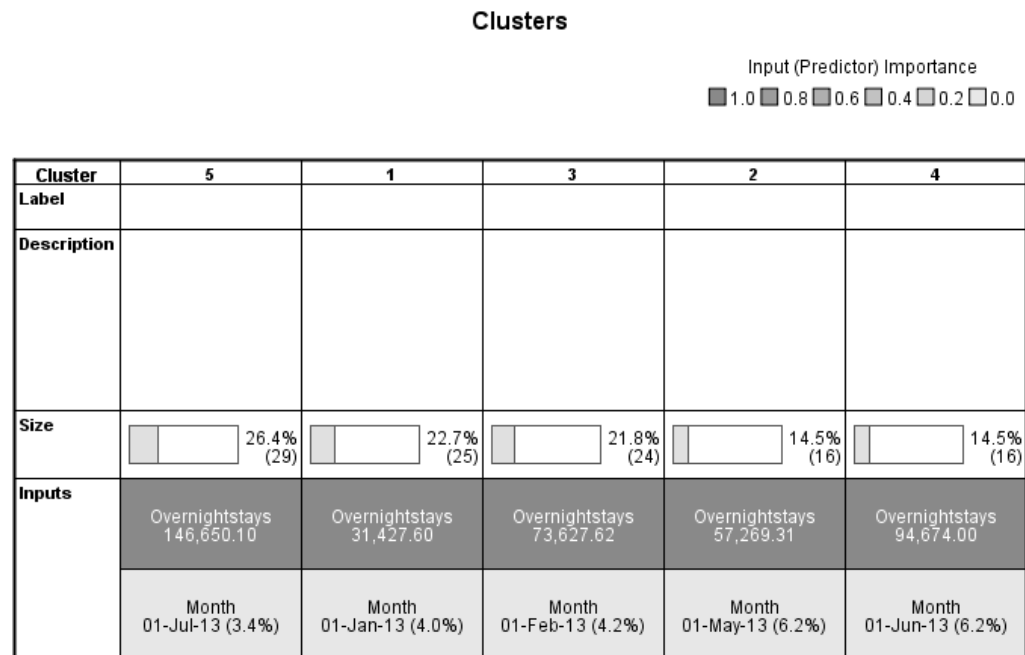 Clusters
Input (Predictor) Importance
1.0 0.8 0.6 0.4 0.2 0.0
Cluster 5 1 3 2 4
Label
Description
Size
26.4% 22.7% 21.8% 14.5% 14.5%
(29) (25) (24) (16) (16)
Inputs
Overnightstays Overnightstays Overnightstays Overnightstays Overnightstays
146,650.10 31,427.60 73,627.62 57,269.31 94,674.00
Month Month Month Month Month
01-Jul-13 (3.4%) 01-Jan-13 (4.0%) 01-Feb-13 (4.2%) 01-May-13 (6.2%) 01-Jun-13 (6.2%)